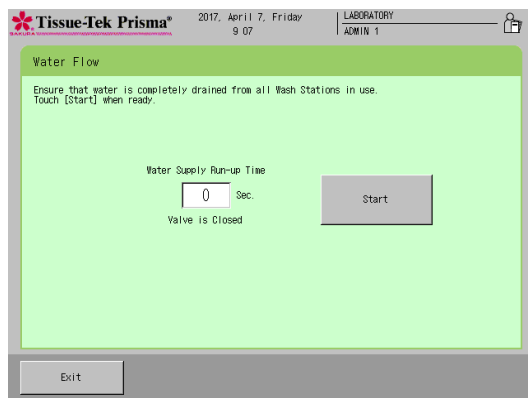 SAKURA
Tissue-Tek Prisma®
2017, April 7, Friday
9 07
LABORATORY
ADMIN 1
Water Flow
Ensure that water is completely drained from all Wash Stations in use.
Touch [Start] when ready.
Water Supply Run-up Time
0 Sec.
Valve is Closed
Start
Exit